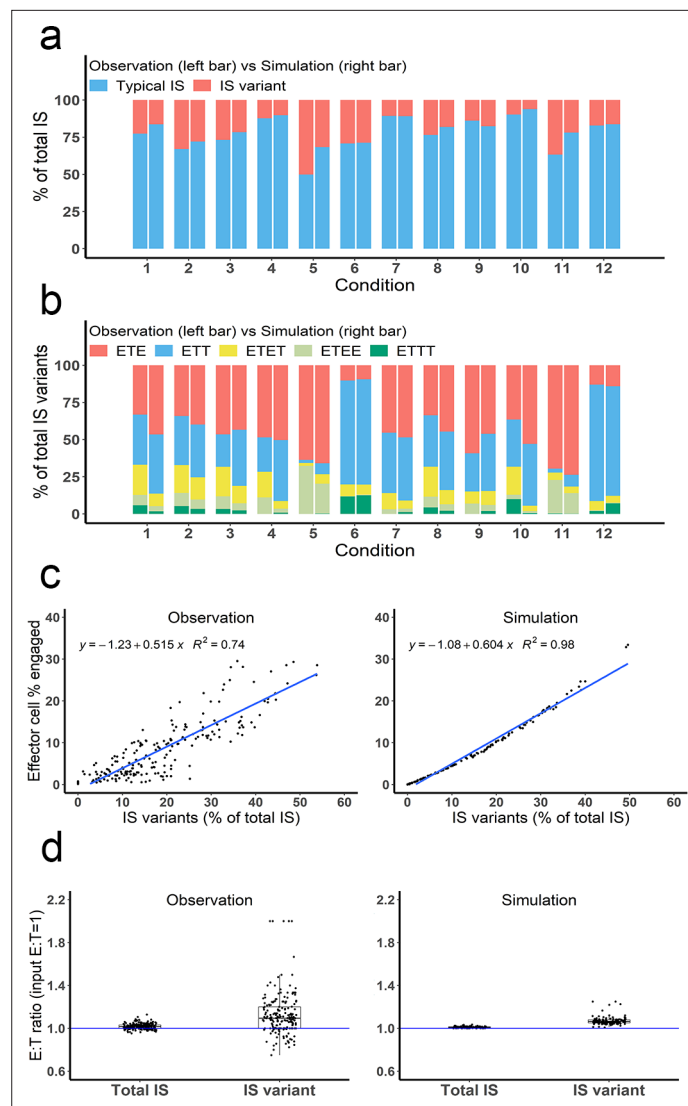 a
Observation (left bar) vs Simulation (right bar)
Typical IS IS variant
% of total IS
100
75
50
25
0
1 2 3 4 5 6 7 8 9 10 11 12
Condition
b
Observation (left bar) vs Simulation (right bar)
ETE ETT ETET ETEE ETTT
% of total IS variants
100
75
50
25
0
1 2 3 4 5 6 7 8 9 10 11 12
Condition
c
Observation
y = −1.23 + 0.515 x R² = 0.74
Effector cell % engaged
40
30
20
10
0
0 10 20 30 40 50 60
IS variants (% of total IS)
Simulation
y = −1.08 + 0.604 x R² = 0.98
40
30
20
10
0
0 10 20 30 40 50 60
IS variants (% of total IS)
d
Observation
E:T ratio (input E:T=1)
2.2
1.8
1.4
1.0
0.6
Total IS IS variant
Simulation
2.2
1.8
1.4
1.0
0.6
Total IS IS variant